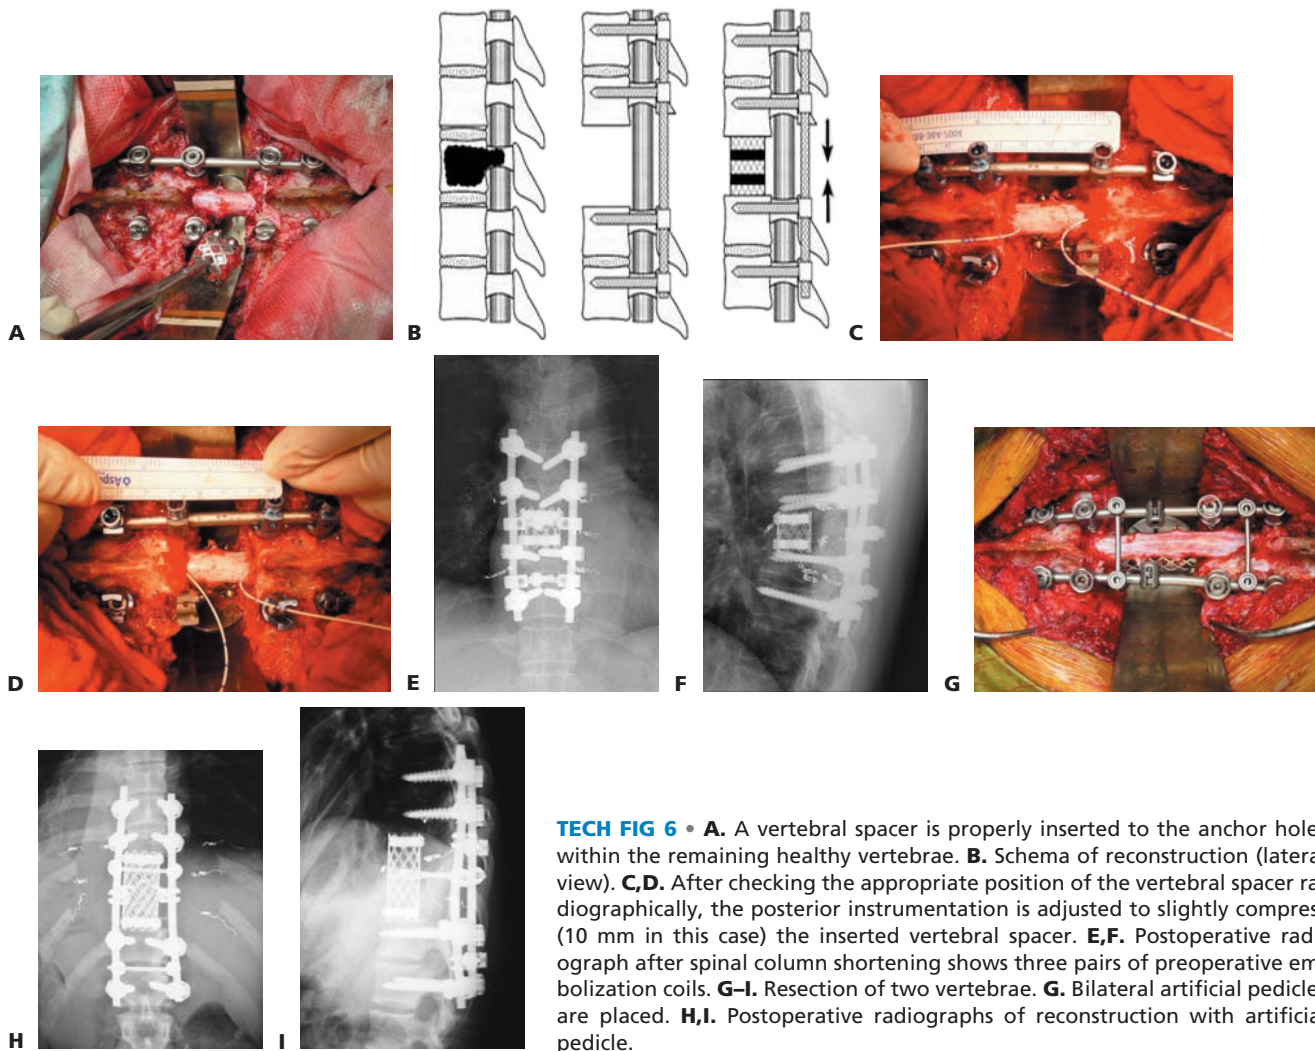 A
B
C
D
E
F
G
H
I
TECH FIG 6 • A. A vertebral spacer is properly inserted to the anchor hole
within the remaining healthy vertebrae. B. Schema of reconstruction (latera
view). C,D. After checking the appropriate position of the vertebral spacer ra
diographically, the posterior instrumentation is adjusted to slightly compres
(10 mm in this case) the inserted vertebral spacer. E,F. Postoperative rad
ograph after spinal column shortening shows three pairs of preoperative em
bolization coils. G–I. Resection of two vertebrae. G. Bilateral artificial pedicle
are placed. H,I. Postoperative radiographs of reconstruction with artificia
pedicle.